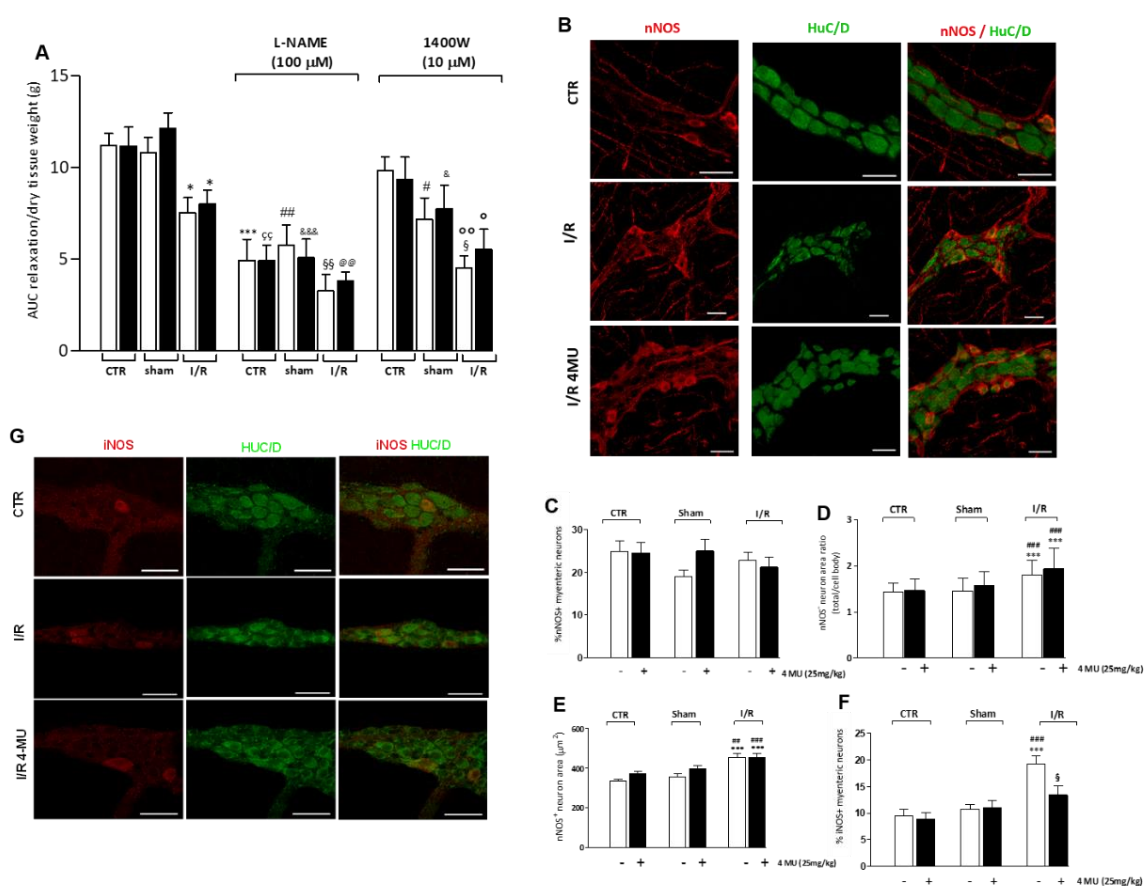 A
L-NAME
(100 µM)
1400W
(10 µM)
AUC relaxation/dry tissue weight (g)
15
10
5
0
*
*
***
çç
##
&&&
§§
@@
#
&
°°
§
°
CTR
sham
I/R
CTR
sham
I/R
CTR
sham
I/R
B
nNOS
HuC/D
nNOS / HuC/D
CTR
I/R
I/R 4MU
G
iNOS
HUC/D
iNOS HUC/D
CTR
I/R
I/R 4-MU
C
CTR
Sham
I/R
%nNOS+ myenteric neurons
30
20
10
0
- + - + - +
4 MU (25mg/kg)
D
CTR
Sham
I/R
nNOS⁻ neuron area ratio
(total/cell body)
3
2
1
0
###
***
###
***
- + - + - +
4 MU (25mg/kg)
E
CTR
Sham
I/R
nNOS⁺ neuron area (µm²)
600
400
200
0
##
***
###
***
- + - + - +
4 MU (25mg/kg)
F
CTR
Sham
I/R
% iNOS+ myenteric neurons
25
20
15
10
5
0
###
***
§
- + - + - +
4 MU (25mg/kg)